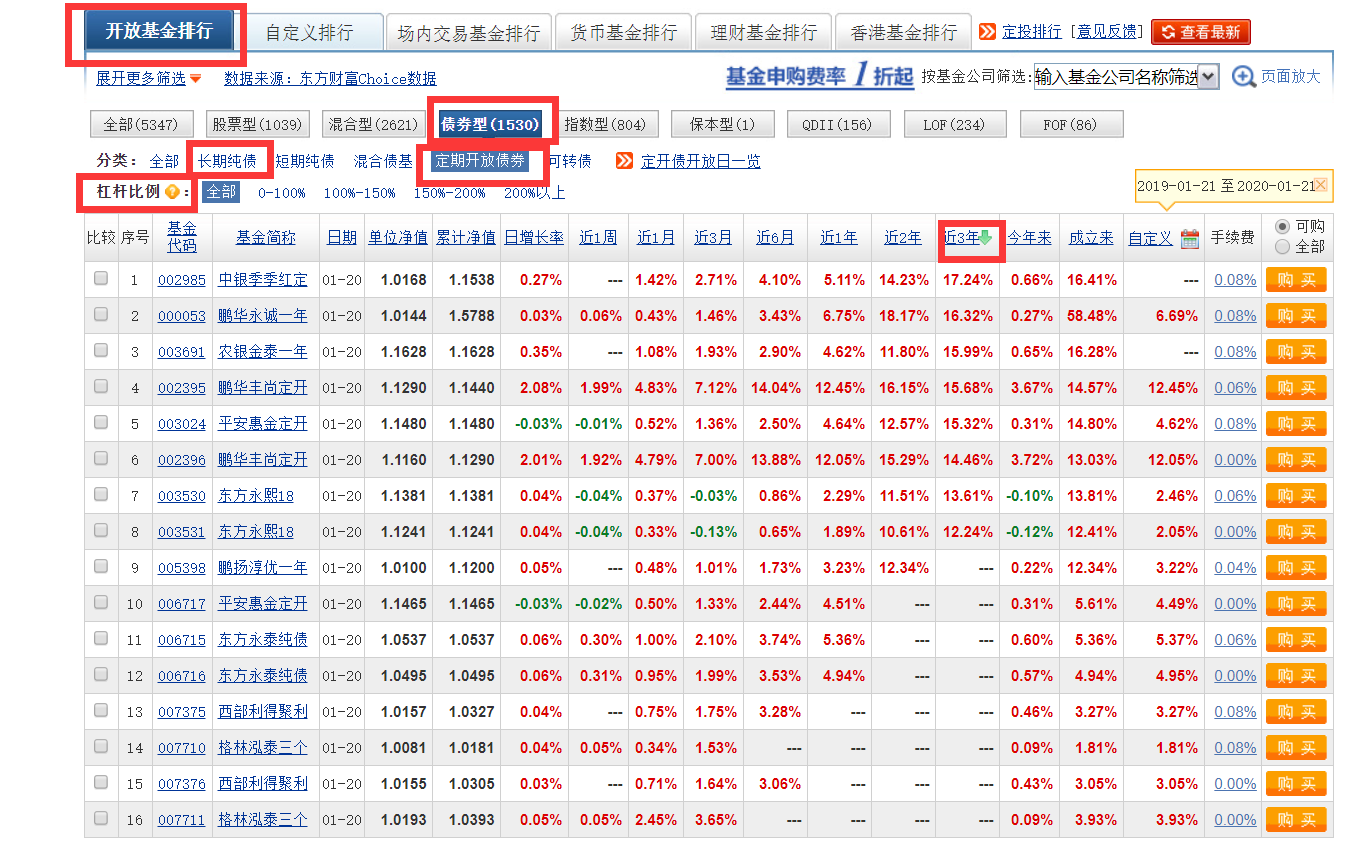 开放基金排行 自定义排行 场内交易基金排行 货币基金排行 理财基金排行 香港基金排行 定投排行 [意见反馈] 查看最新
展开更多筛选 数据来源：东方财富Choice数据 基金申购费率1折起 按基金公司筛选: 输入基金公司名称筛选 页面放大
全部(5347) 股票型(1039) 混合型(2621) 债券型(1530) 指数型(804) 保本型(1) QDII(156) LOF(234) FOF(86)
分类： 全部 长期纯债 短期纯债 混合债基 定期开放债券 可转债 定开债开放日一览
杠杆比例 ： 全部 0-100% 100%-150% 150%-200% 200%以上
2019-01-21 至 2020-01-21
比较 序号 基金代码 基金简称 日期 单位净值 累计净值 日增长率 近1周 近1月 近3月 近6月 近1年 近2年 近3年 今年来 成立来 自定义 手续费 可购 全部
1 002985 中银季季红定 01-20 1.0168 1.1538 0.27% --- 1.42% 2.71% 4.10% 5.11% 14.23% 17.24% 0.66% 16.41% --- 0.08% 购买
2 000053 鹏华永诚一年 01-20 1.0144 1.5788 0.03% 0.06% 0.43% 1.46% 3.43% 6.75% 18.17% 16.32% 0.27% 58.48% 6.69% 0.08% 购买
3 003691 农银金泰一年 01-20 1.1628 1.1628 0.35% --- 1.08% 1.93% 2.90% 4.62% 11.80% 15.99% 0.65% 16.28% --- 0.08% 购买
4 002395 鹏华丰尚定开 01-20 1.1290 1.1440 2.08% 1.99% 4.83% 7.12% 14.04% 12.45% 16.15% 15.68% 3.67% 14.57% 12.45% 0.06% 购买
5 003024 平安惠金定开 01-20 1.1480 1.1480 -0.03% -0.01% 0.52% 1.36% 2.50% 4.64% 12.57% 15.32% 0.31% 14.80% 4.62% 0.08% 购买
6 002396 鹏华丰尚定开 01-20 1.1160 1.1290 2.01% 1.92% 4.79% 7.00% 13.88% 12.05% 15.29% 14.46% 3.72% 13.03% 12.05% 0.00% 购买
7 003530 东方永熙18 01-20 1.1381 1.1381 0.04% -0.04% 0.37% -0.03% 0.86% 2.29% 11.51% 13.61% -0.10% 13.81% 2.46% 0.06% 购买
8 003531 东方永熙18 01-20 1.1241 1.1241 0.04% -0.04% 0.33% -0.13% 0.65% 1.89% 10.61% 12.24% -0.12% 12.41% 2.05% 0.00% 购买
9 005398 鹏扬淳优一年 01-20 1.0100 1.1200 0.05% --- 0.48% 1.01% 1.73% 3.23% 12.34% --- 0.22% 12.34% 3.22% 0.04% 购买
10 006717 平安惠金定开 01-20 1.1465 1.1465 -0.03% -0.02% 0.50% 1.33% 2.44% 4.51% --- --- 0.31% 5.61% 4.49% 0.00% 购买
11 006715 东方永泰纯债 01-20 1.0537 1.0537 0.06% 0.30% 1.00% 2.10% 3.74% 5.36% --- --- 0.60% 5.36% 5.37% 0.06% 购买
12 006716 东方永泰纯债 01-20 1.0495 1.0495 0.06% 0.31% 0.95% 1.99% 3.53% 4.94% --- --- 0.57% 4.94% 4.95% 0.00% 购买
13 007375 西部利得聚利 01-20 1.0157 1.0327 0.04% --- 0.75% 1.75% 3.28% --- --- --- 0.46% 3.27% 3.27% 0.08% 购买
14 007710 格林泓泰三个 01-20 1.0081 1.0181 0.04% 0.05% 0.34% 1.53% --- --- --- --- 0.09% 1.81% 1.81% 0.08% 购买
15 007376 西部利得聚利 01-20 1.0155 1.0305 0.03% --- 0.71% 1.64% 3.06% --- --- --- 0.43% 3.05% 3.05% 0.00% 购买
16 007711 格林泓泰三个 01-20 1.0193 1.0393 0.05% 0.05% 2.45% 3.65% --- --- --- --- 0.09% 3.93% 3.93% 0.00% 购买